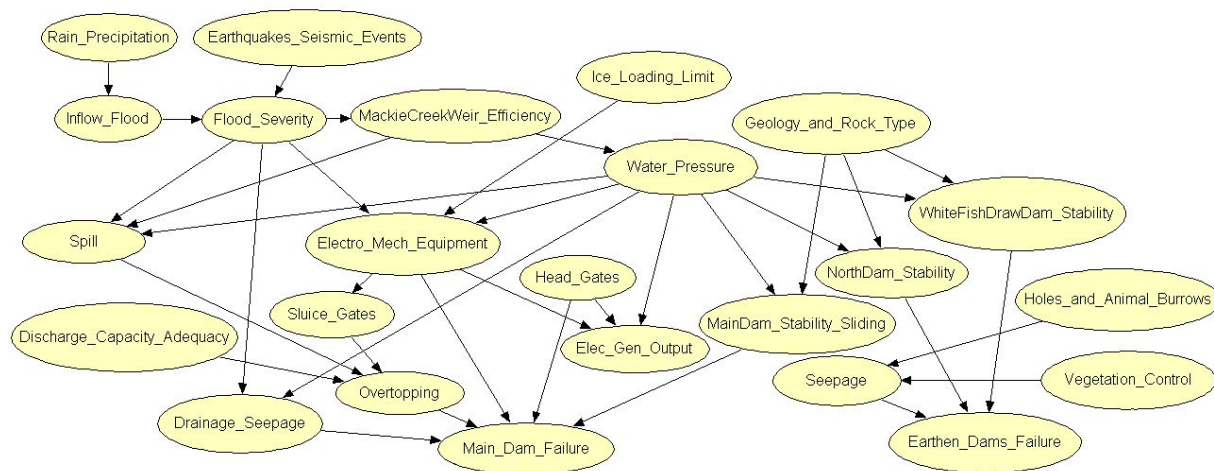 Rain_Precipitation
Earthquakes_Seismic_Events
Ice_Loading_Limit
Inflow_Flood
Flood_Severity
MackieCreekWeir_Efficiency
Geology_and_Rock_Type
Water_Pressure
WhiteFishDrawDam_Stability
Spill
Electro_Mech_Equipment
Head_Gates
NorthDam_Stability
Holes_and_Animal_Burrows
Sluice_Gates
MainDam_Stability_Sliding
Discharge_Capacity_Adequacy
Elec_Gen_Output
Seepage
Vegetation_Control
Overtopping
Drainage_Seepage
Main_Dam_Failure
Earthen_Dams_Failure